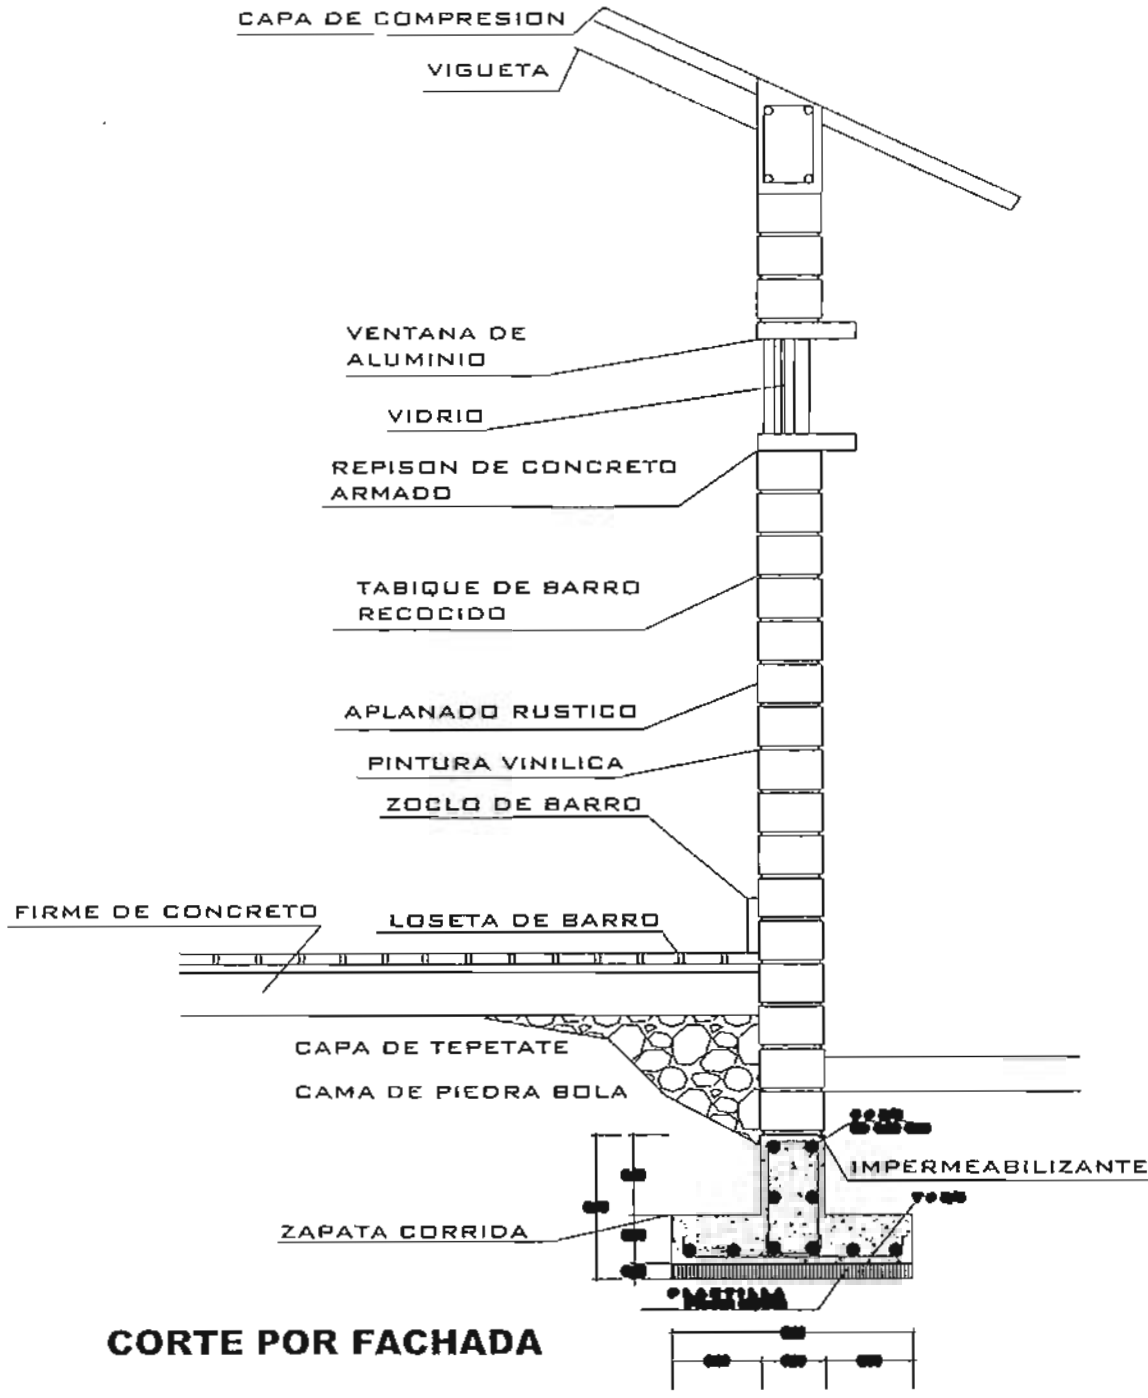 CAPA DE COMPRESION
VIGUETA
VENTANA DE
ALUMINIO
VIDRIO
REPISON DE CONCRETO
ARMADO
TABIQUE DE BARRO
RECOCIDO
APLANADO RUSTICO
PINTURA VINILICA
ZOCLO DE BARRO
FIRME DE CONCRETO
LOSETA DE BARRO
CAPA DE TEPETATE
CAMA DE PIEDRA BOLA
IMPERMEABILIZANTE
ZAPATA CORRIDA
PLANTILLA
CORTE POR FACHADA